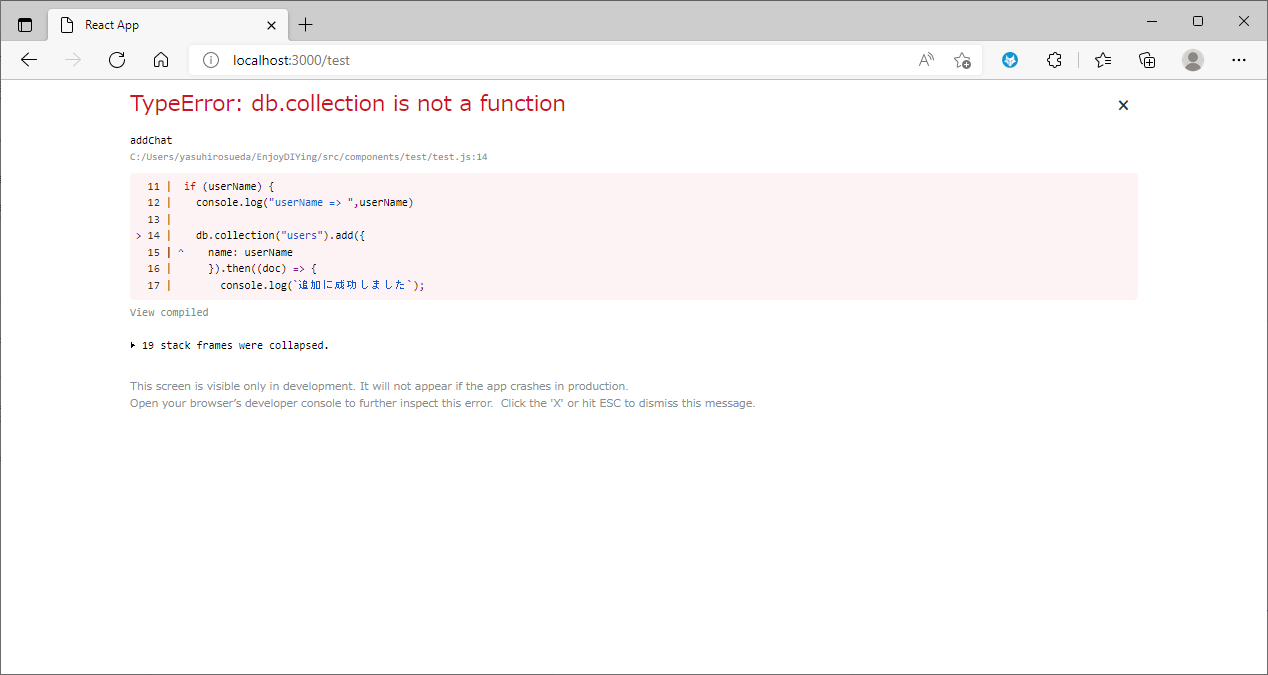 React App
localhost:3000/test
TypeError: db.collection is not a function
addChat
C:/Users/yasuhirosueda/EnjoyDIYing/src/components/test/test.js:14
11 | if (userName) {
12 | console.log("userName => ",userName)
13 |
> 14 | db.collection("users").add({
15 | ^ name: userName
16 | }).then((doc) => {
17 | console.log(`追加に成功しました`);
View compiled
19 stack frames were collapsed.
This screen is visible only in development. It will not appear if the app crashes in production.
Open your browser's developer console to further inspect this error. Click the 'X' or hit ESC to dismiss this message.